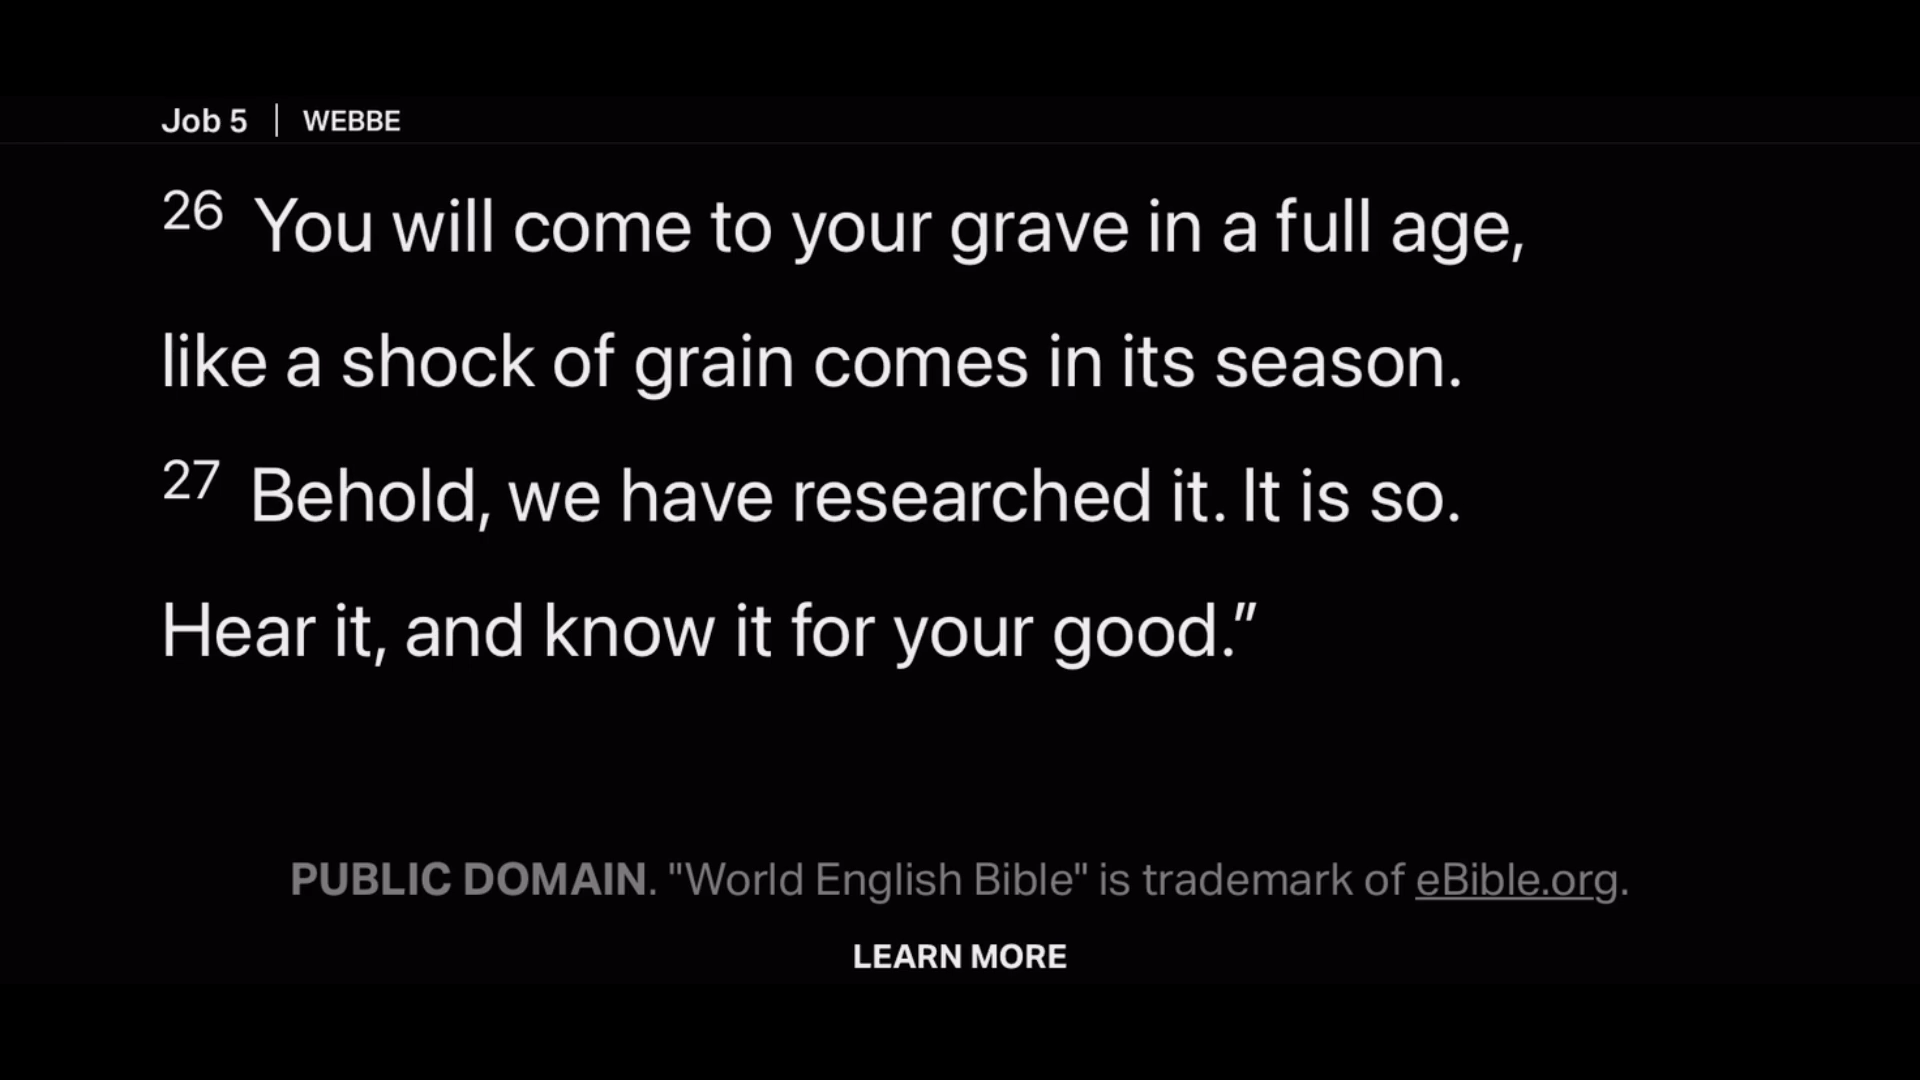 Job 5 | WEBBE
26 You will come to your grave in a full age,
like a shock of grain comes in its season.
27 Behold, we have researched it. It is so.
Hear it, and know it for your good.”
PUBLIC DOMAIN. "World English Bible" is trademark of eBible.org.
LEARN MORE